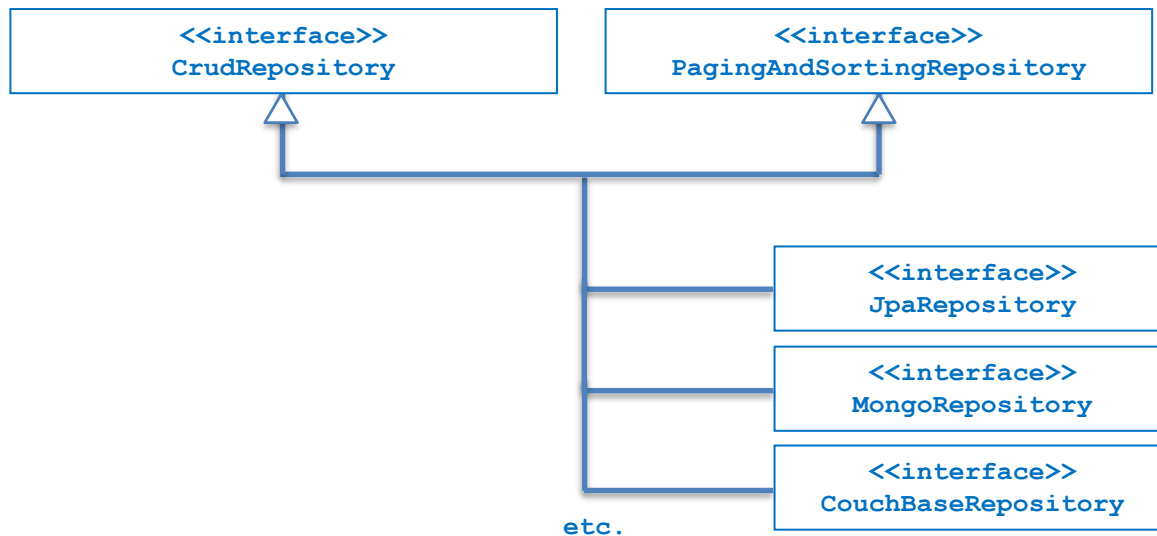 <<interface>>
CrudRepository
<<interface>>
PagingAndSortingRepository
<<interface>>
JpaRepository
<<interface>>
MongoRepository
<<interface>>
CouchBaseRepository
etc.